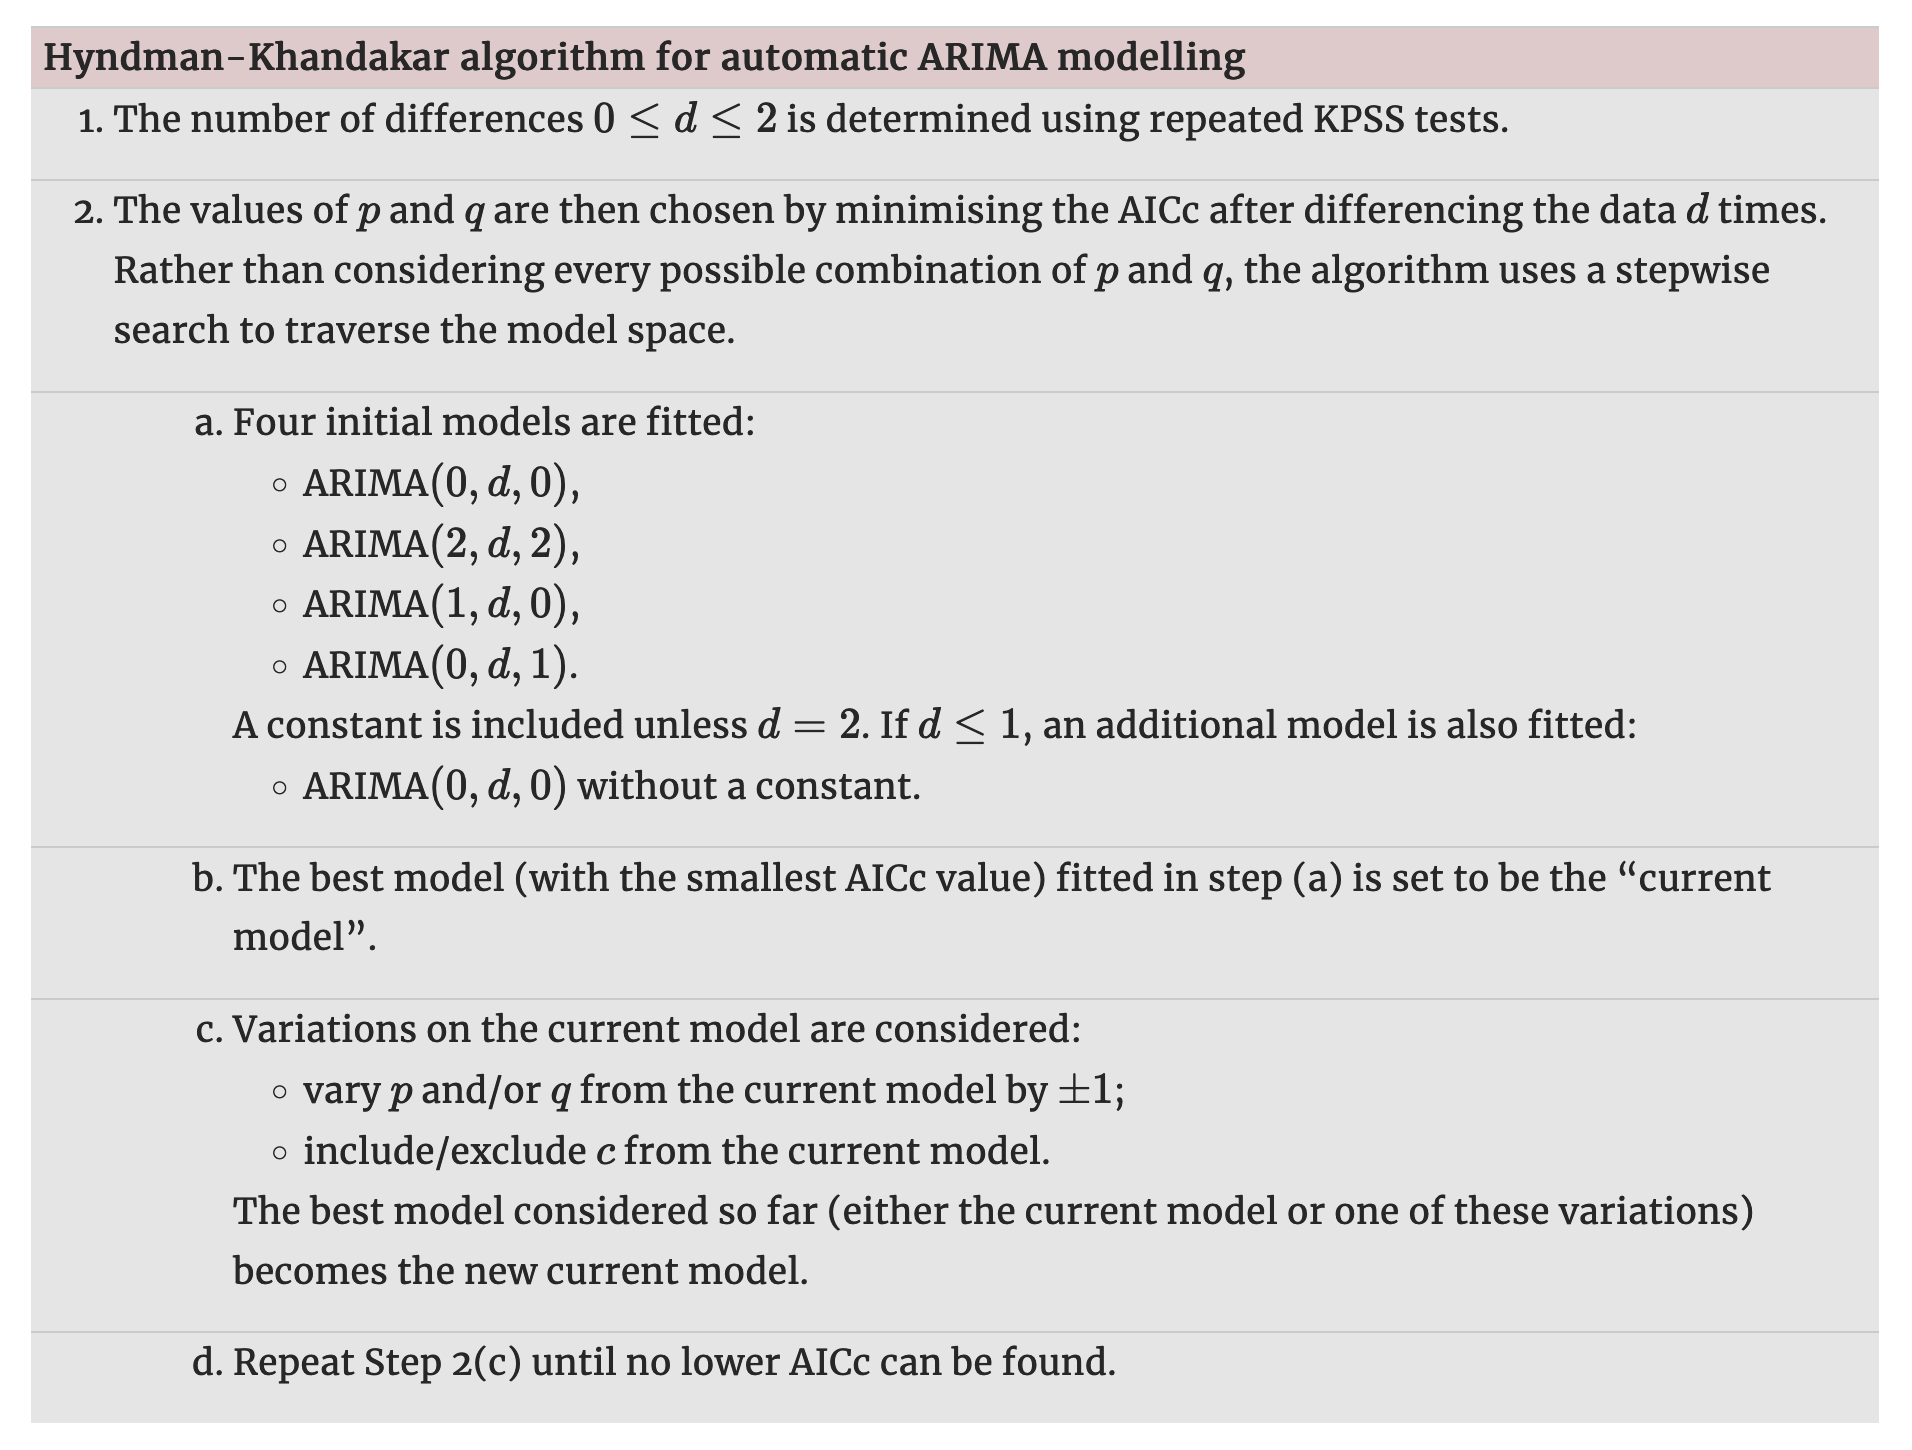 Hyndman-Khandakar algorithm for automatic ARIMA modelling
1. The number of differences 0 ≤ d ≤ 2 is determined using repeated KPSS tests.
2. The values of p and q are then chosen by minimising the AICc after differencing the data d times.
Rather than considering every possible combination of p and q, the algorithm uses a stepwise
search to traverse the model space.
a. Four initial models are fitted:
○ ARIMA(0, d, 0),
○ ARIMA(2, d, 2),
○ ARIMA(1, d, 0),
○ ARIMA(0, d, 1).
A constant is included unless d = 2. If d ≤ 1, an additional model is also fitted:
○ ARIMA(0, d, 0) without a constant.
b. The best model (with the smallest AICc value) fitted in step (a) is set to be the “current
model”.
c. Variations on the current model are considered:
○ vary p and/or q from the current model by ±1;
○ include/exclude c from the current model.
The best model considered so far (either the current model or one of these variations)
becomes the new current model.
d. Repeat Step 2(c) until no lower AICc can be found.